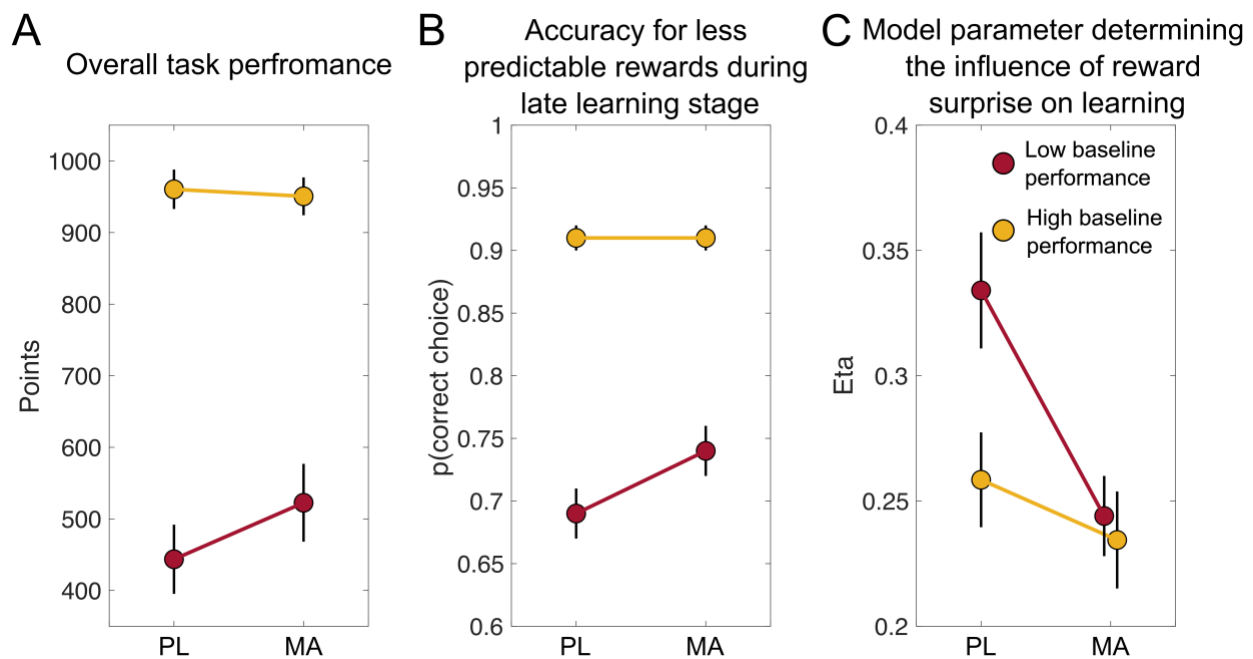 A
Overall task perfromance
1000
900
800
700
600
500
400
Points
PL
MA
B
Accuracy for less
predictable rewards during
late learning stage
1
0.95
0.9
0.85
0.8
0.75
0.7
0.65
0.6
p(correct choice)
PL
MA
C
Model parameter determining
the influence of reward
surprise on learning
0.4
0.35
0.3
0.25
0.2
Eta
Low baseline
performance
High baseline
performance
PL
MA